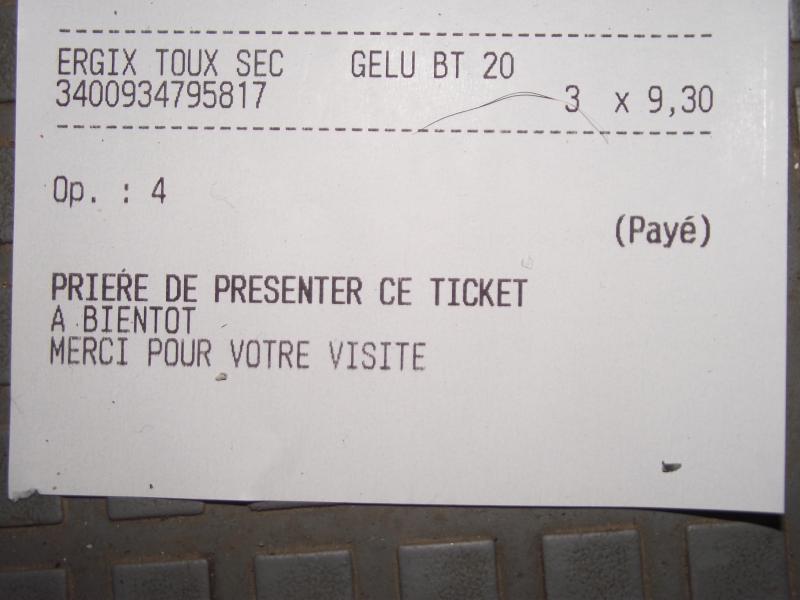 ERGIX TOUX SEC GELU BT 20
3400934795817 3 x 9,30
Op. : 4
(Payé)
PRIERE DE PRESENTER CE TICKET
A BIENTOT
MERCI POUR VOTRE VISITE